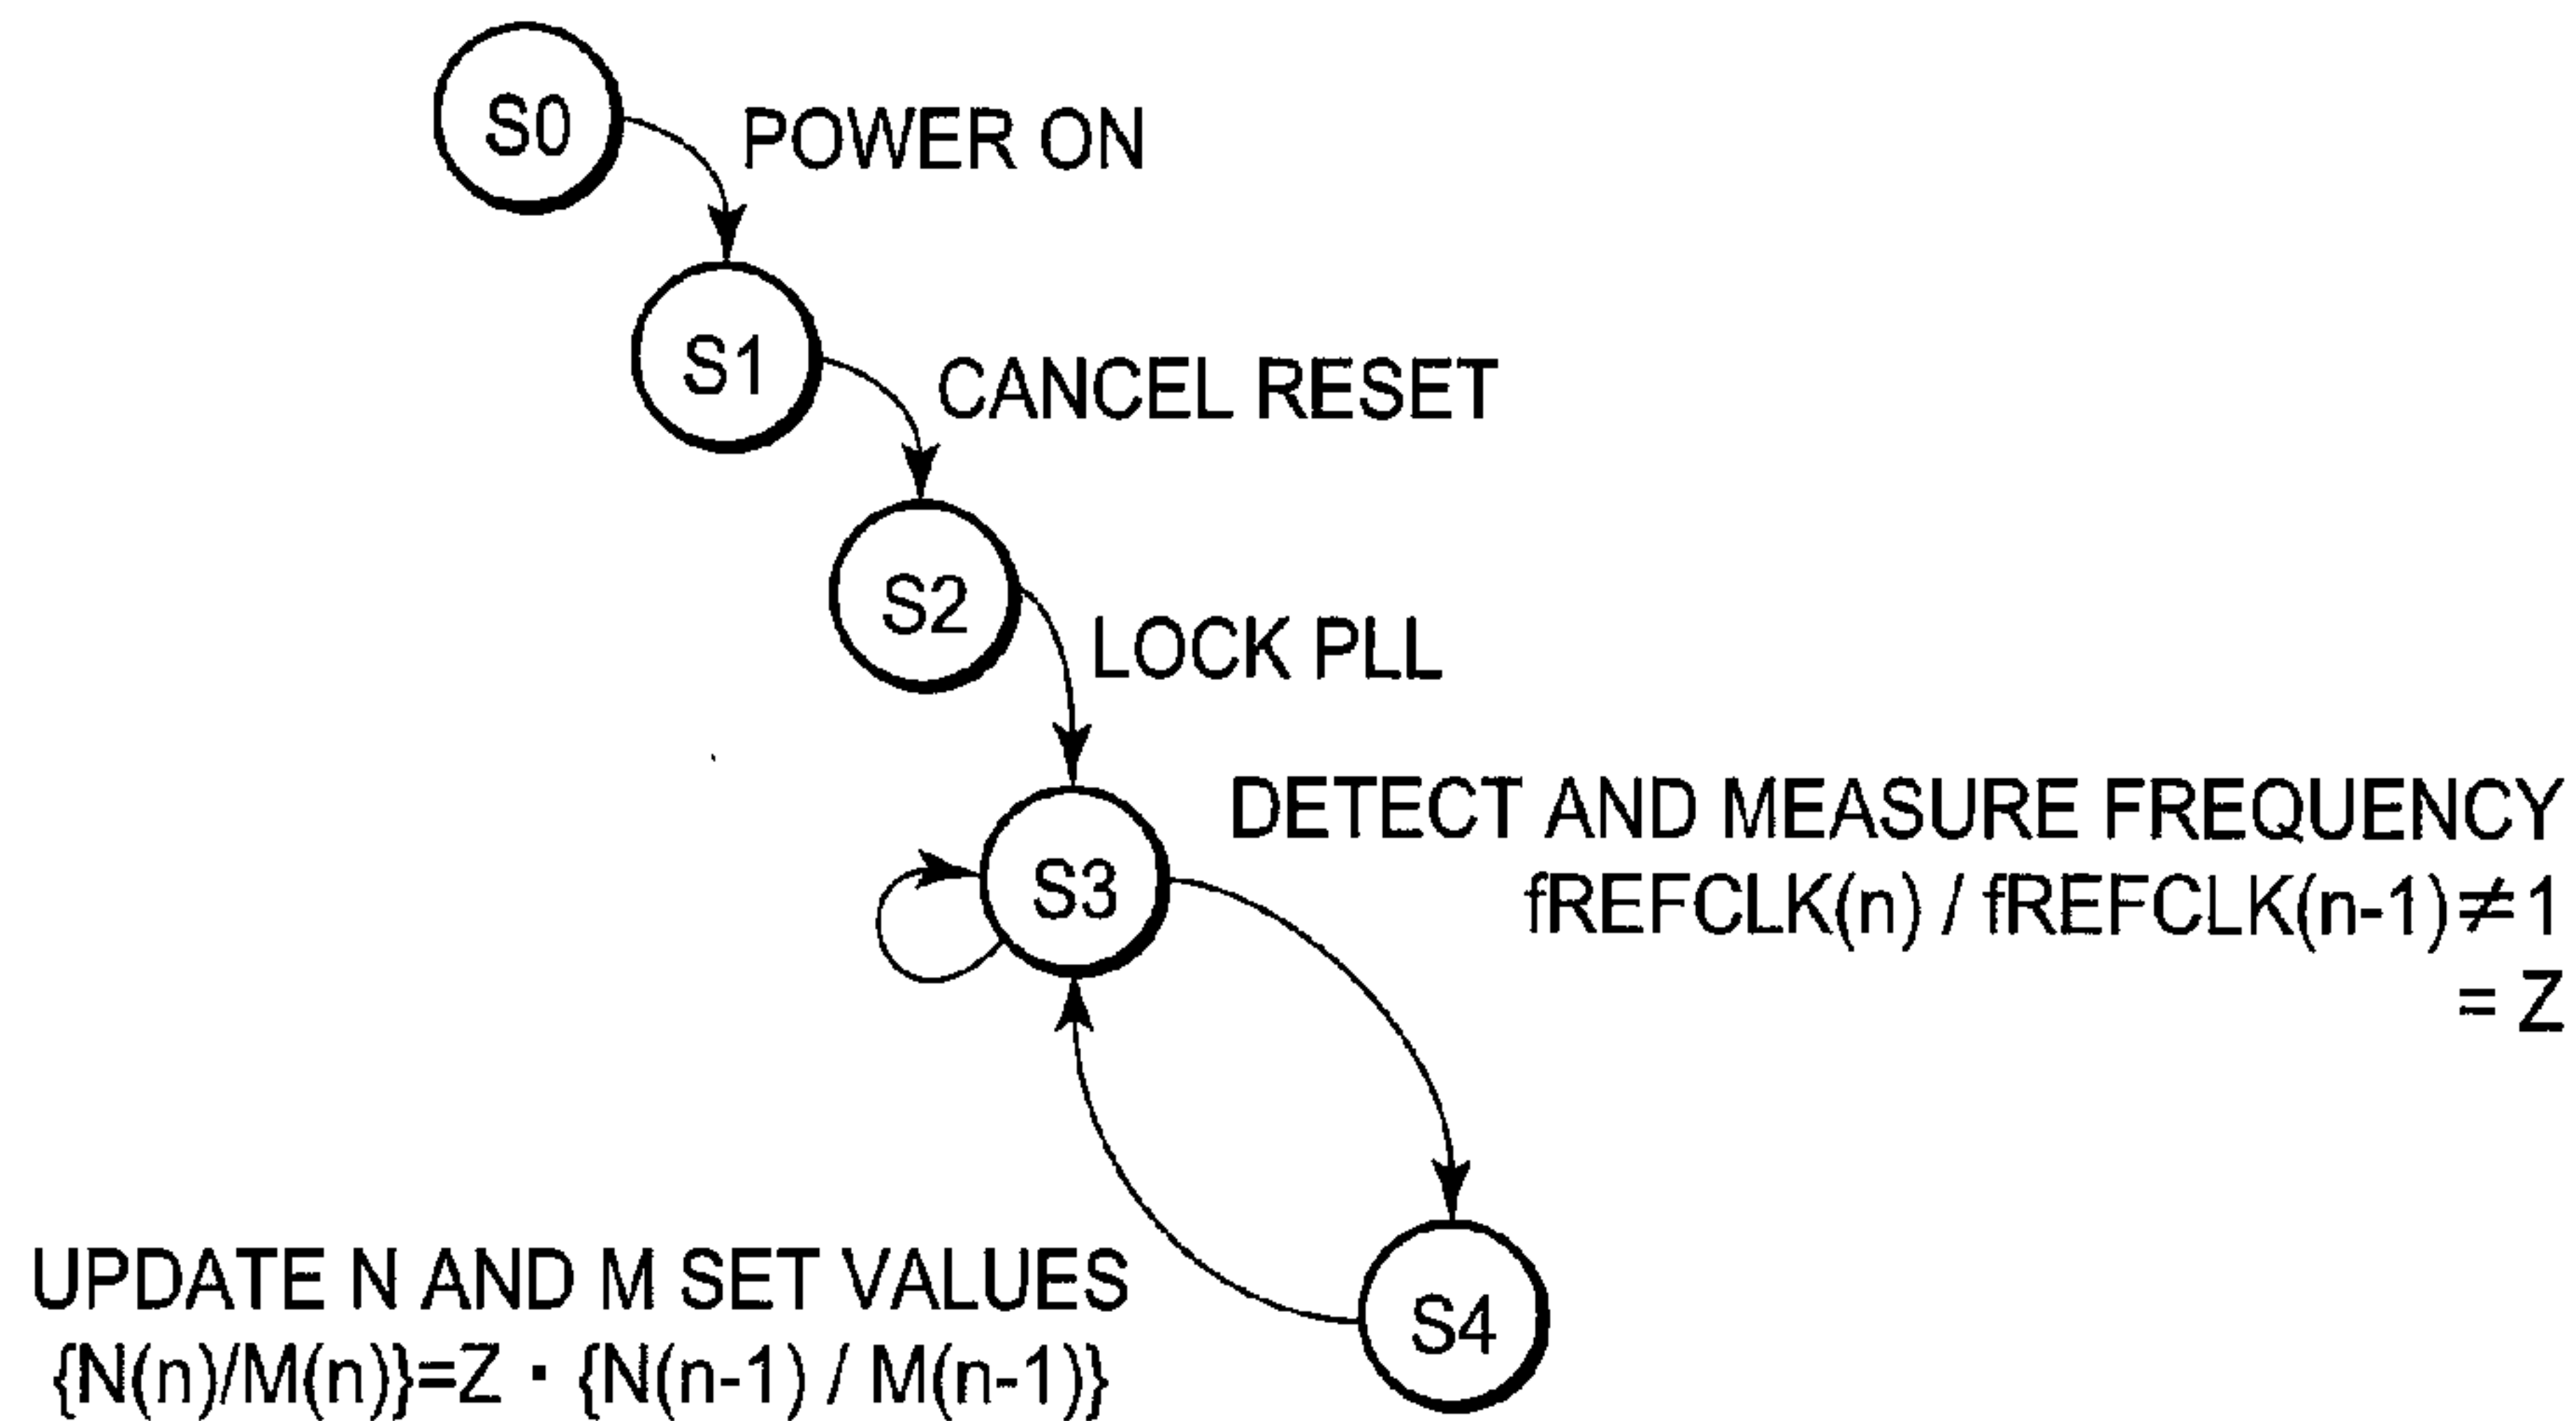 S0
POWER ON
S1
CANCEL RESET
S2
LOCK PLL
DETECT AND MEASURE FREQUENCY
S3
fREFCLK(n) / fREFCLK(n-1)≠1
= Z
UPDATE N AND M SET VALUES
S4
{N(n)/M(n)}=Z · {N(n-1) / M(n-1)}